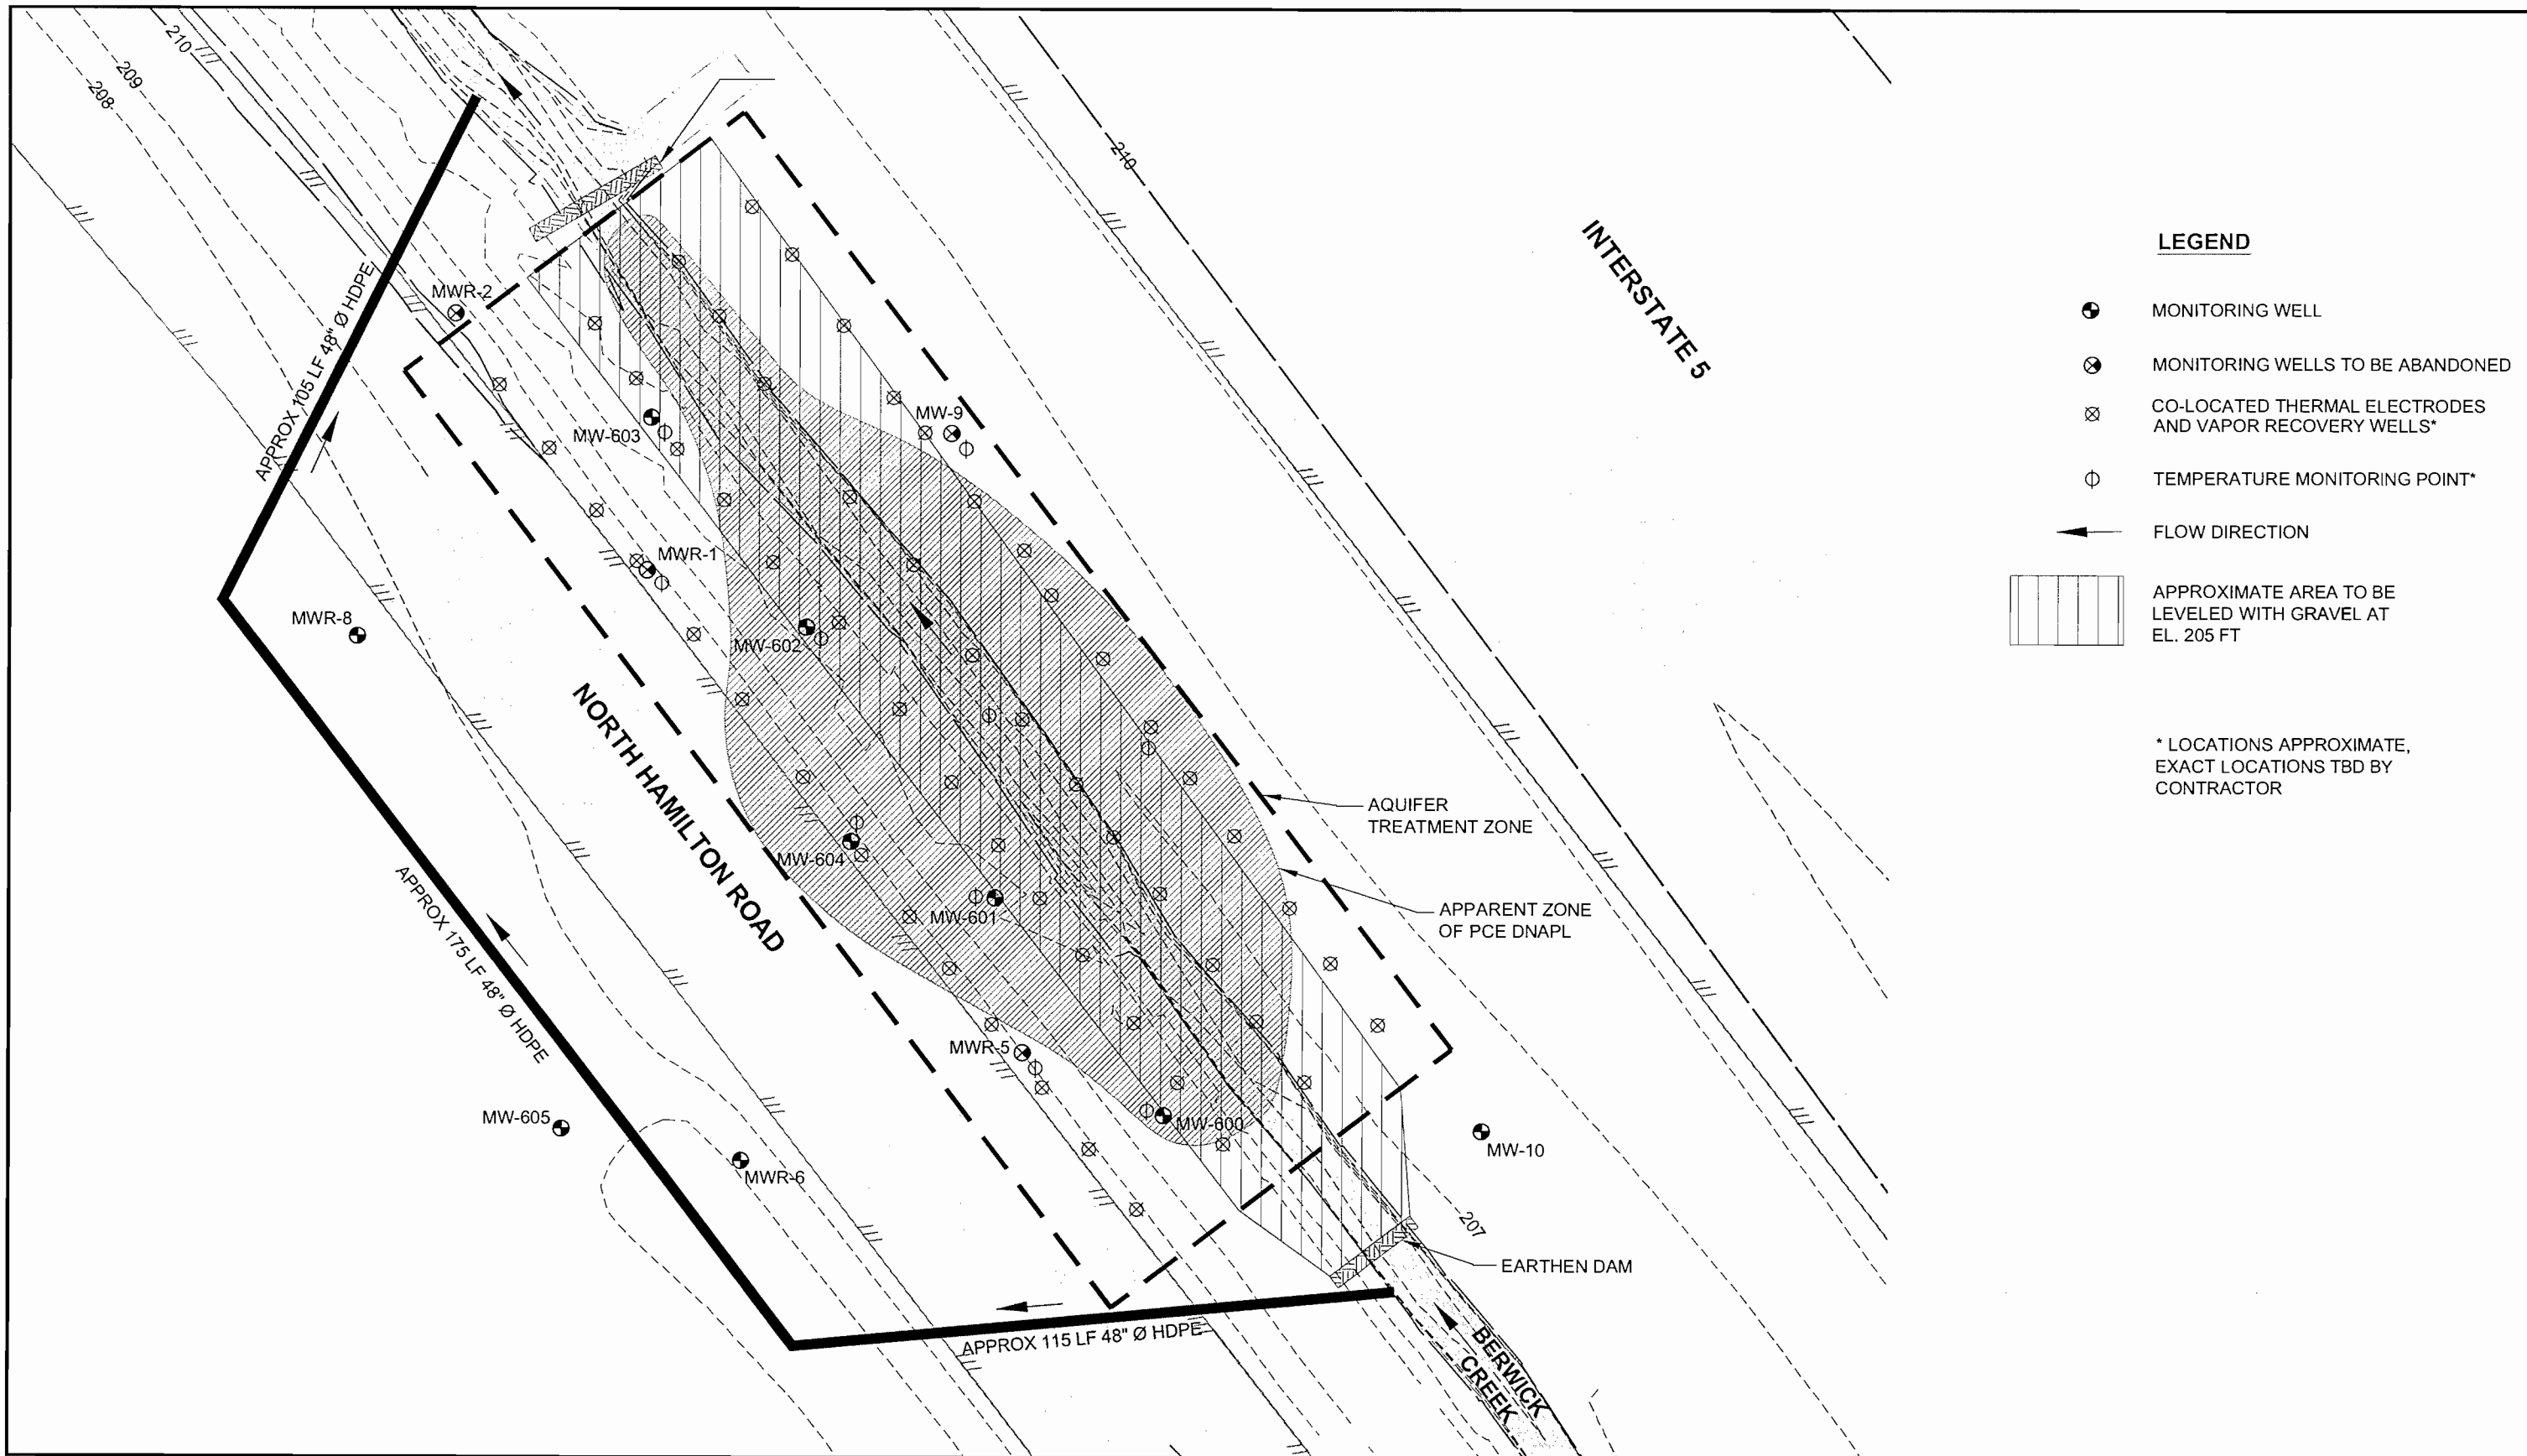 210
209
208
210
INTERSTATE 5
MWR-2
APPROX 105 LF 48" Ø HDPE
MW-9
MW-603
MWR-1
MWR-8
MW-602
NORTH HAMILTON ROAD
AQUIFER
TREATMENT ZONE
MW-604
APPROX 175 LF 48" Ø HDPE
MW-601
APPARENT ZONE
OF PCE DNAPL
MWR-5
MW-605
MW-600
MW-10
MWR-6
207
EARTHEN DAM
APPROX 115 LF 48" Ø HDPE
BERWICK
CREEK
LEGEND
MONITORING WELL
MONITORING WELLS TO BE ABANDONED
CO-LOCATED THERMAL ELECTRODES
AND VAPOR RECOVERY WELLS*
TEMPERATURE MONITORING POINT*
FLOW DIRECTION
APPROXIMATE AREA TO BE
LEVELED WITH GRAVEL AT
EL. 205 FT
* LOCATIONS APPROXIMATE,
EXACT LOCATIONS TBD BY
CONTRACTOR